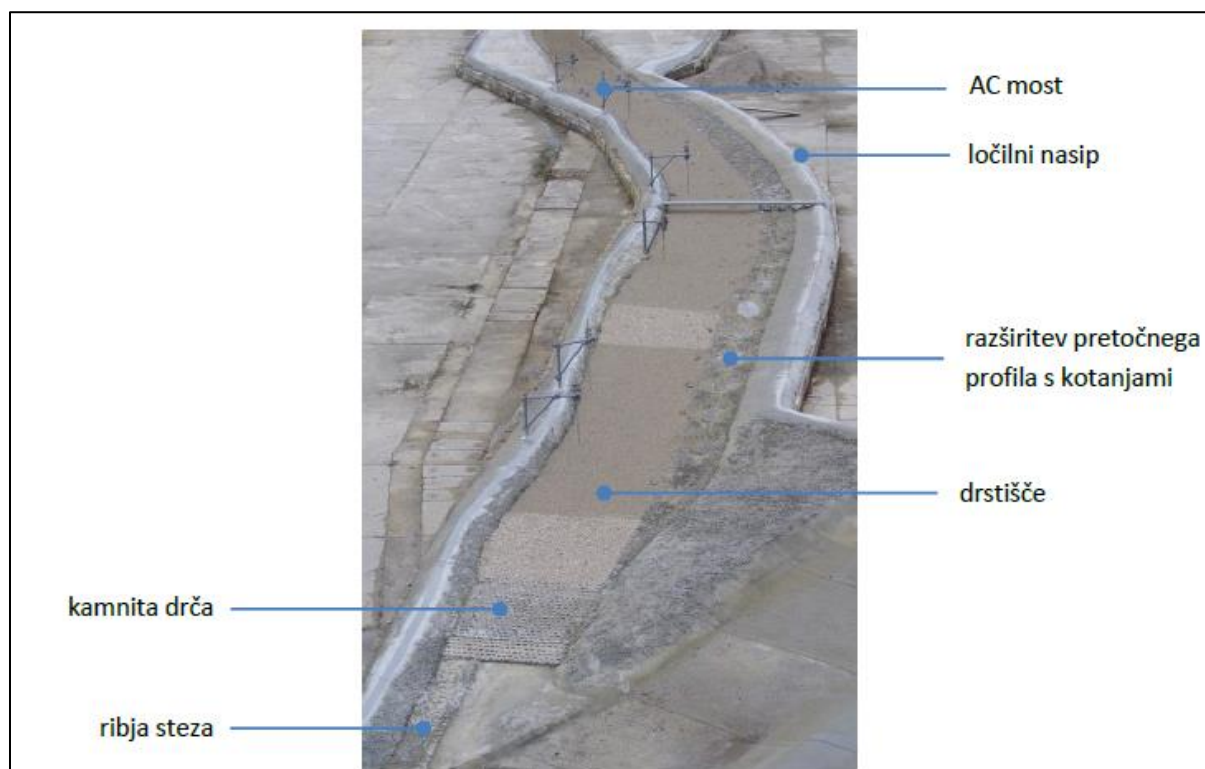 AC most
ločilni nasip
razširitev pretočnega
profila s kotanjami
drstišče
kamnita drča
ribja steza